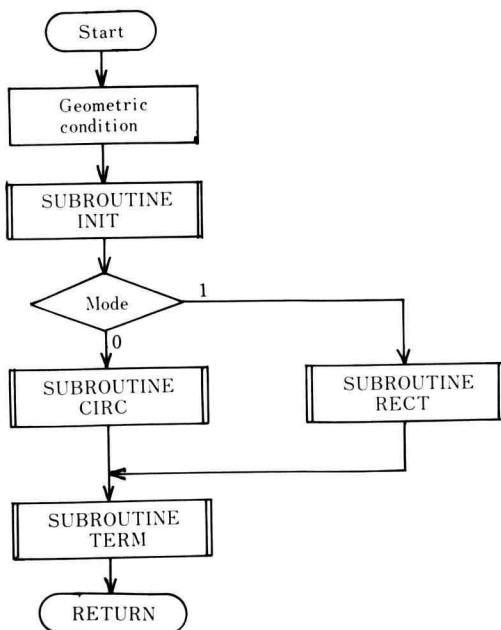 Start
Geometric
condition
SUBROUTINE
INIT
Mode
1
0
SUBROUTINE
CIRC
SUBROUTINE
RECT
SUBROUTINE
TERM
RETURN